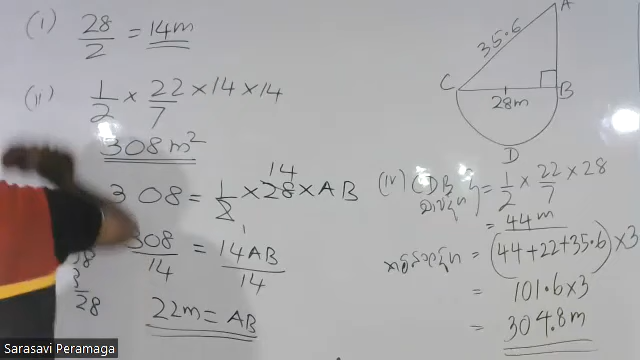 (i) 28/2 = 14m
(ii) 1/2 × 22/7 × 14 × 14
308 m²
308 = 1/2 × 28 × AB
14
1
308/14 = 14AB/14
22m = AB
28
A
35.6
C
B
28m
D
(iv) CDB = 1/2 × 22/7 × 28
= 44m
= (44+22+35.6) × 3
= 101.6 × 3
= 304.8m
Sarasavi Peramaga